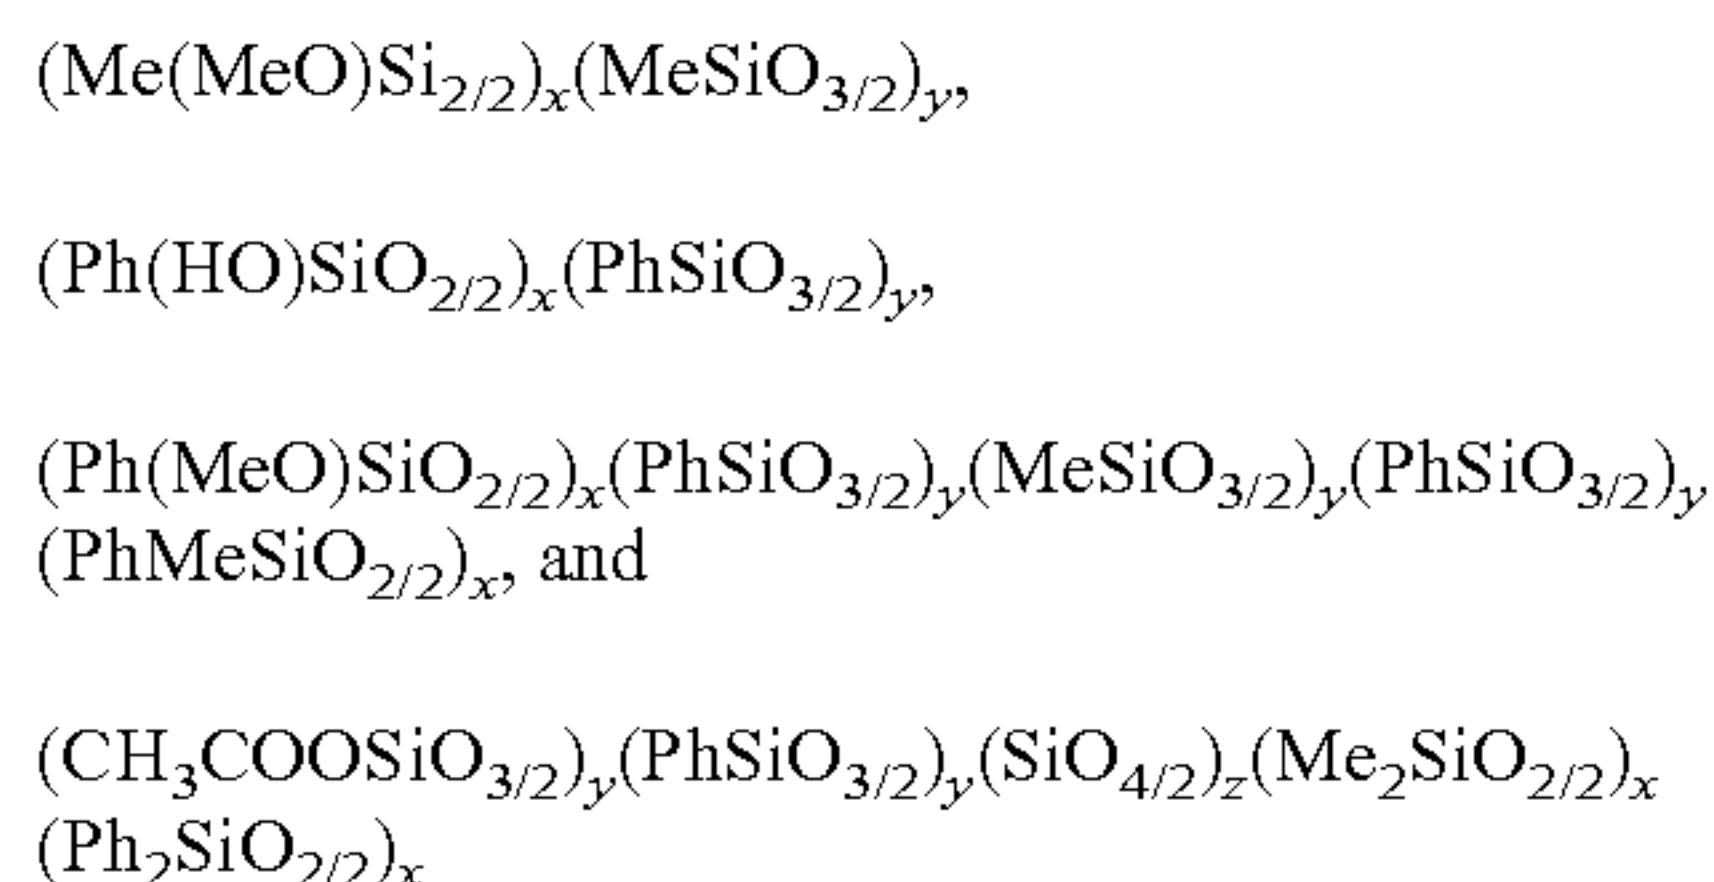 (Me(MeO)Si₂/₂)ₓ(MeSiO₃/₂)ᵧ,
(Ph(HO)SiO₂/₂)ₓ(PhSiO₃/₂)ᵧ,
(Ph(MeO)SiO₂/₂)ₓ(PhSiO₃/₂)ᵧ(MeSiO₃/₂)ᵧ(PhSiO₃/₂)ᵧ
(PhMeSiO₂/₂)ₓ, and
(CH₃COOSiO₃/₂)ᵧ(PhSiO₃/₂)ᵧ(SiO₄/₂)z(Me₂SiO₂/₂)ₓ
(Ph₂SiO₂/₂)ₓ